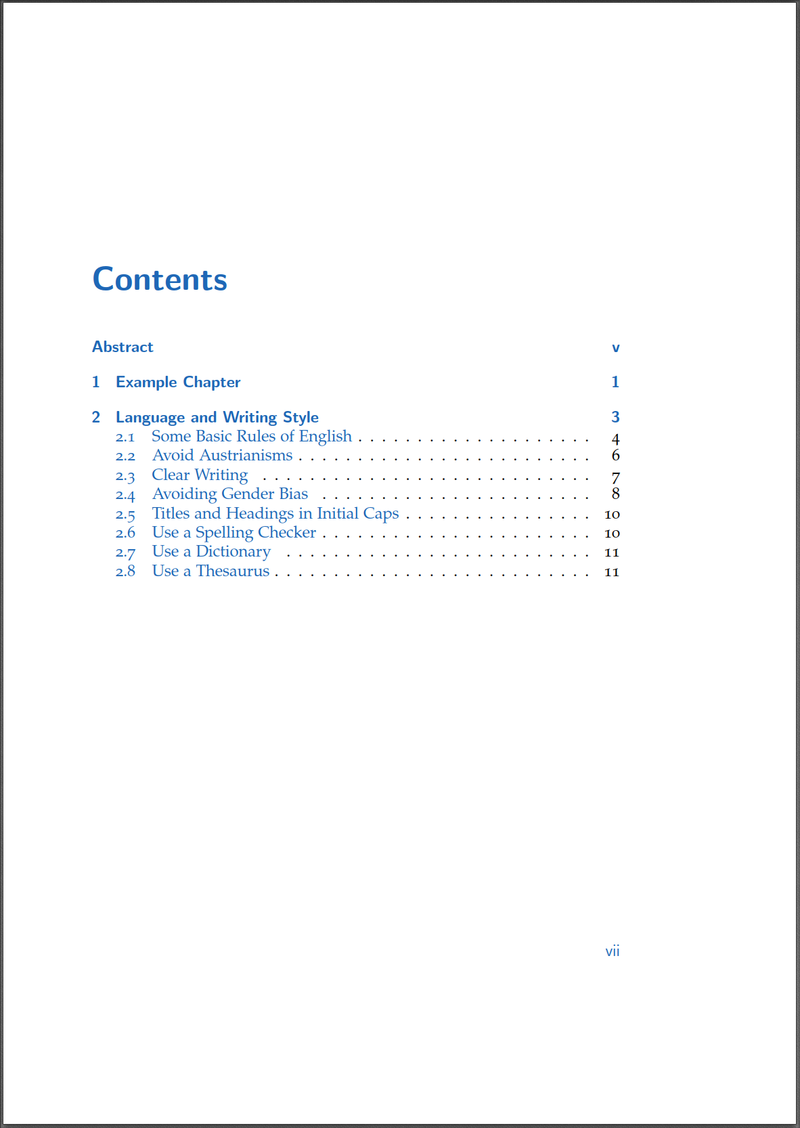 Contents
Abstract v
1 Example Chapter 1
2 Language and Writing Style 3
2.1 Some Basic Rules of English . . . . . . . . . . . . . . . . . . . . 4
2.2 Avoid Austrianisms . . . . . . . . . . . . . . . . . . . . . . . . . 6
2.3 Clear Writing . . . . . . . . . . . . . . . . . . . . . . . . . . . . 7
2.4 Avoiding Gender Bias . . . . . . . . . . . . . . . . . . . . . . . 8
2.5 Titles and Headings in Initial Caps . . . . . . . . . . . . . . . . 10
2.6 Use a Spelling Checker . . . . . . . . . . . . . . . . . . . . . . . 10
2.7 Use a Dictionary . . . . . . . . . . . . . . . . . . . . . . . . . . 11
2.8 Use a Thesaurus . . . . . . . . . . . . . . . . . . . . . . . . . . . 11
vii